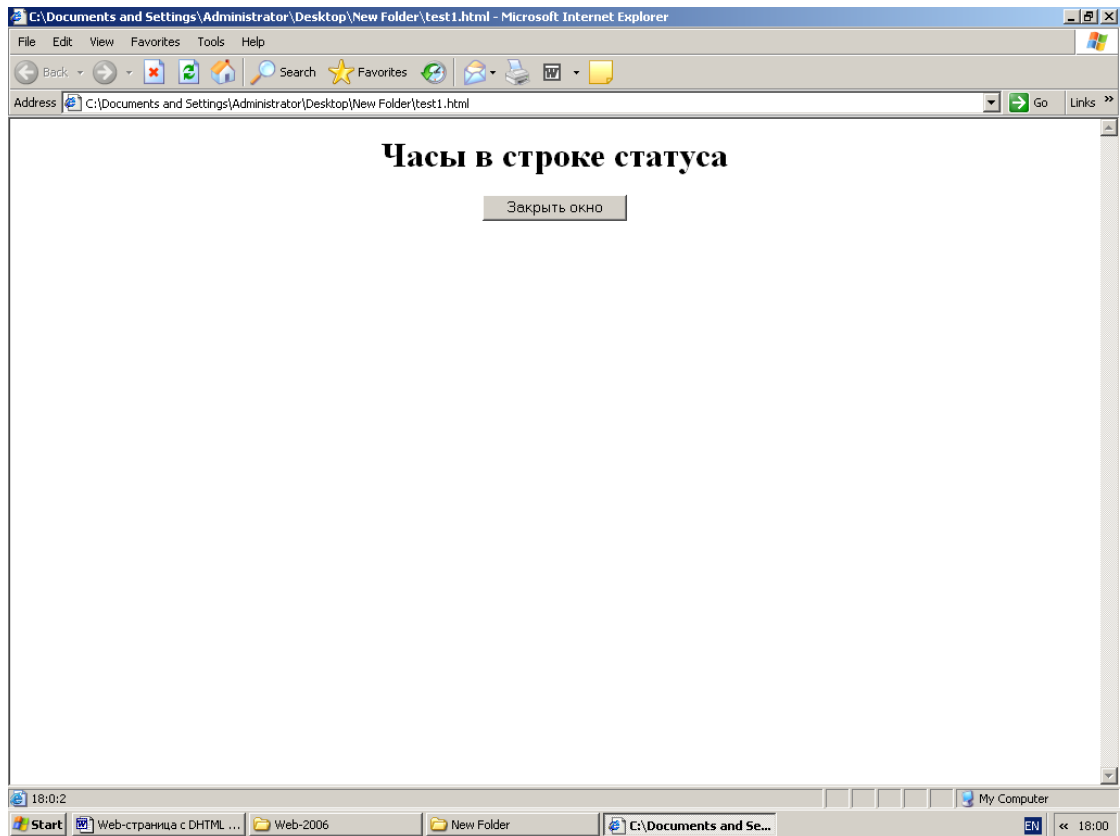 C:\Documents and Settings\Administrator\Desktop\New Folder\test1.html - Microsoft Internet Explorer
File Edit View Favorites Tools Help
Back Search Favorites
Address C:\Documents and Settings\Administrator\Desktop\New Folder\test1.html Go Links »
Часы в строке статуса
Закрыть окно
18:0:2 My Computer
Start Web-страница с DHTML ... Web-2006 New Folder C:\Documents and Se... EN « 18:00